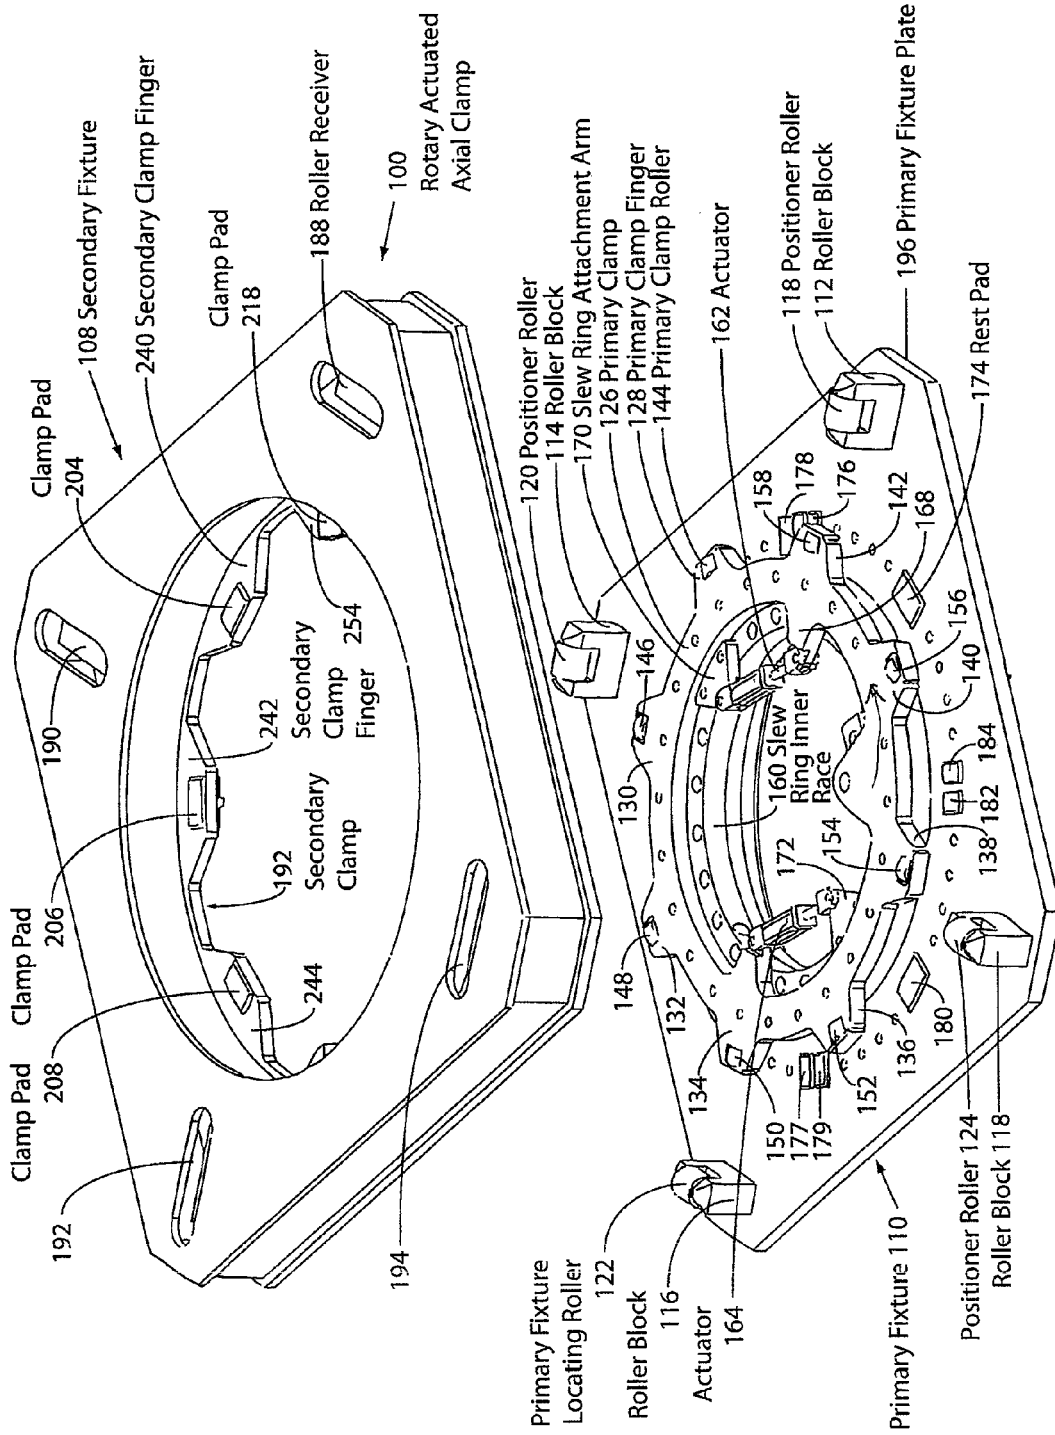 108 Secondary Fixture
240 Secondary Clamp Finger
Clamp Pad
218
188 Roller Receiver
100
Rotary Actuated
Axial Clamp
Clamp Pad
204
190
254
Secondary
Clamp
Finger
242
Secondary
Clamp
192
Clamp Pad
206
Clamp Pad
208
244
192
194
120 Positioner Roller
114 Roller Block
170 Slew Ring Attachment Arm
126 Primary Clamp
128 Primary Clamp Finger
144 Primary Clamp Roller
162 Actuator
118 Positioner Roller
112 Roller Block
196 Primary Fixture Plate
174 Rest Pad
158
178
176
142
168
156
140
184
182
138
146
130
160 Slew
Ring Inner
Race
172
154
148
132
134
150
177
179
152
136
180
Primary Fixture
Locating Roller
122
Roller Block
116
Actuator
164
Primary Fixture 110
Positioner Roller 124
Roller Block 118